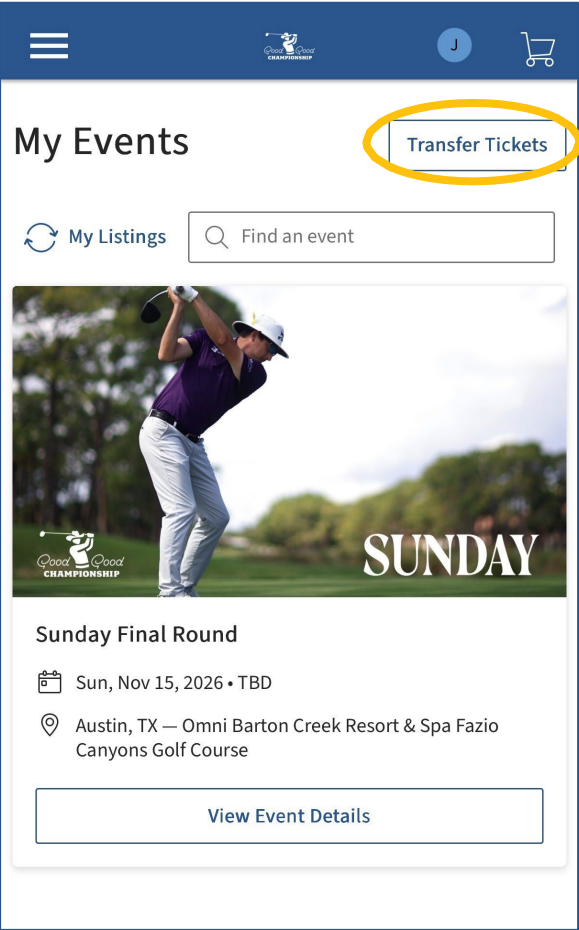 Good Good
CHAMPIONSHIP
J
My Events
Transfer Tickets
My Listings
Find an event
Good Good
CHAMPIONSHIP
SUNDAY
Sunday Final Round
Sun, Nov 15, 2026 • TBD
Austin, TX — Omni Barton Creek Resort & Spa Fazio
Canyons Golf Course
View Event Details